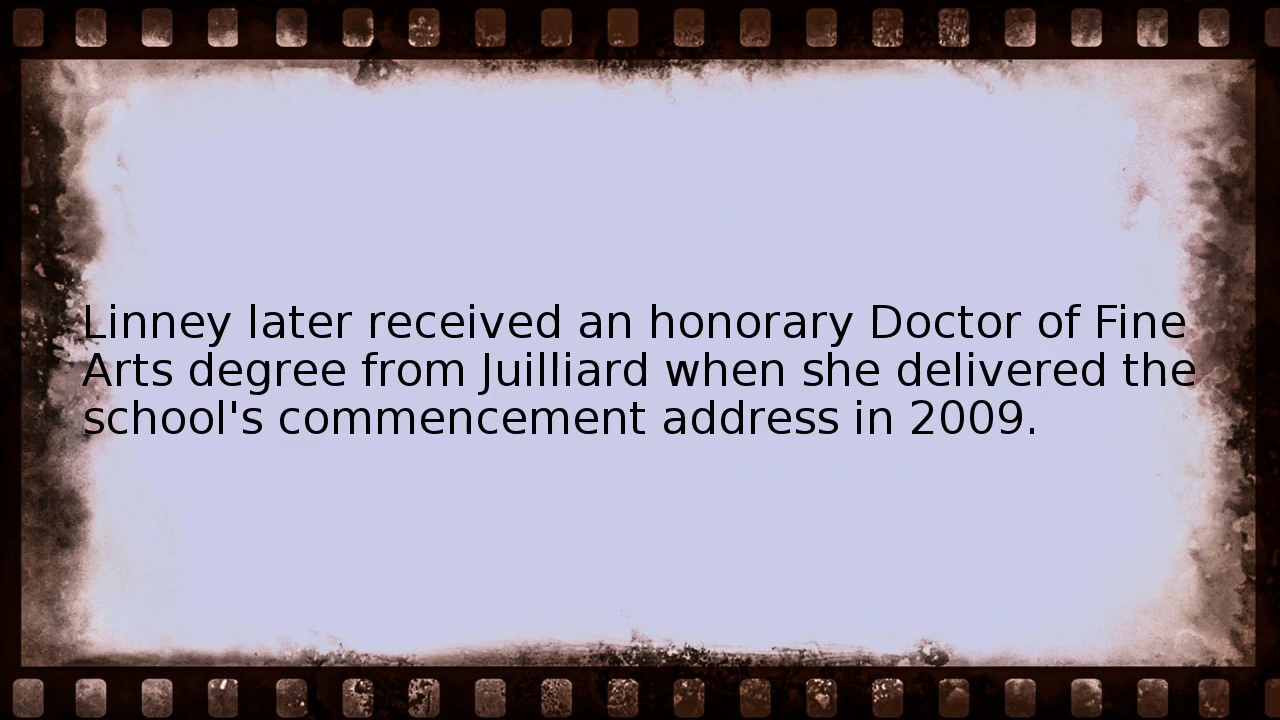 Linney later received an honorary Doctor of Fine
Arts degree from Juilliard when she delivered the
school's commencement address in 2009.